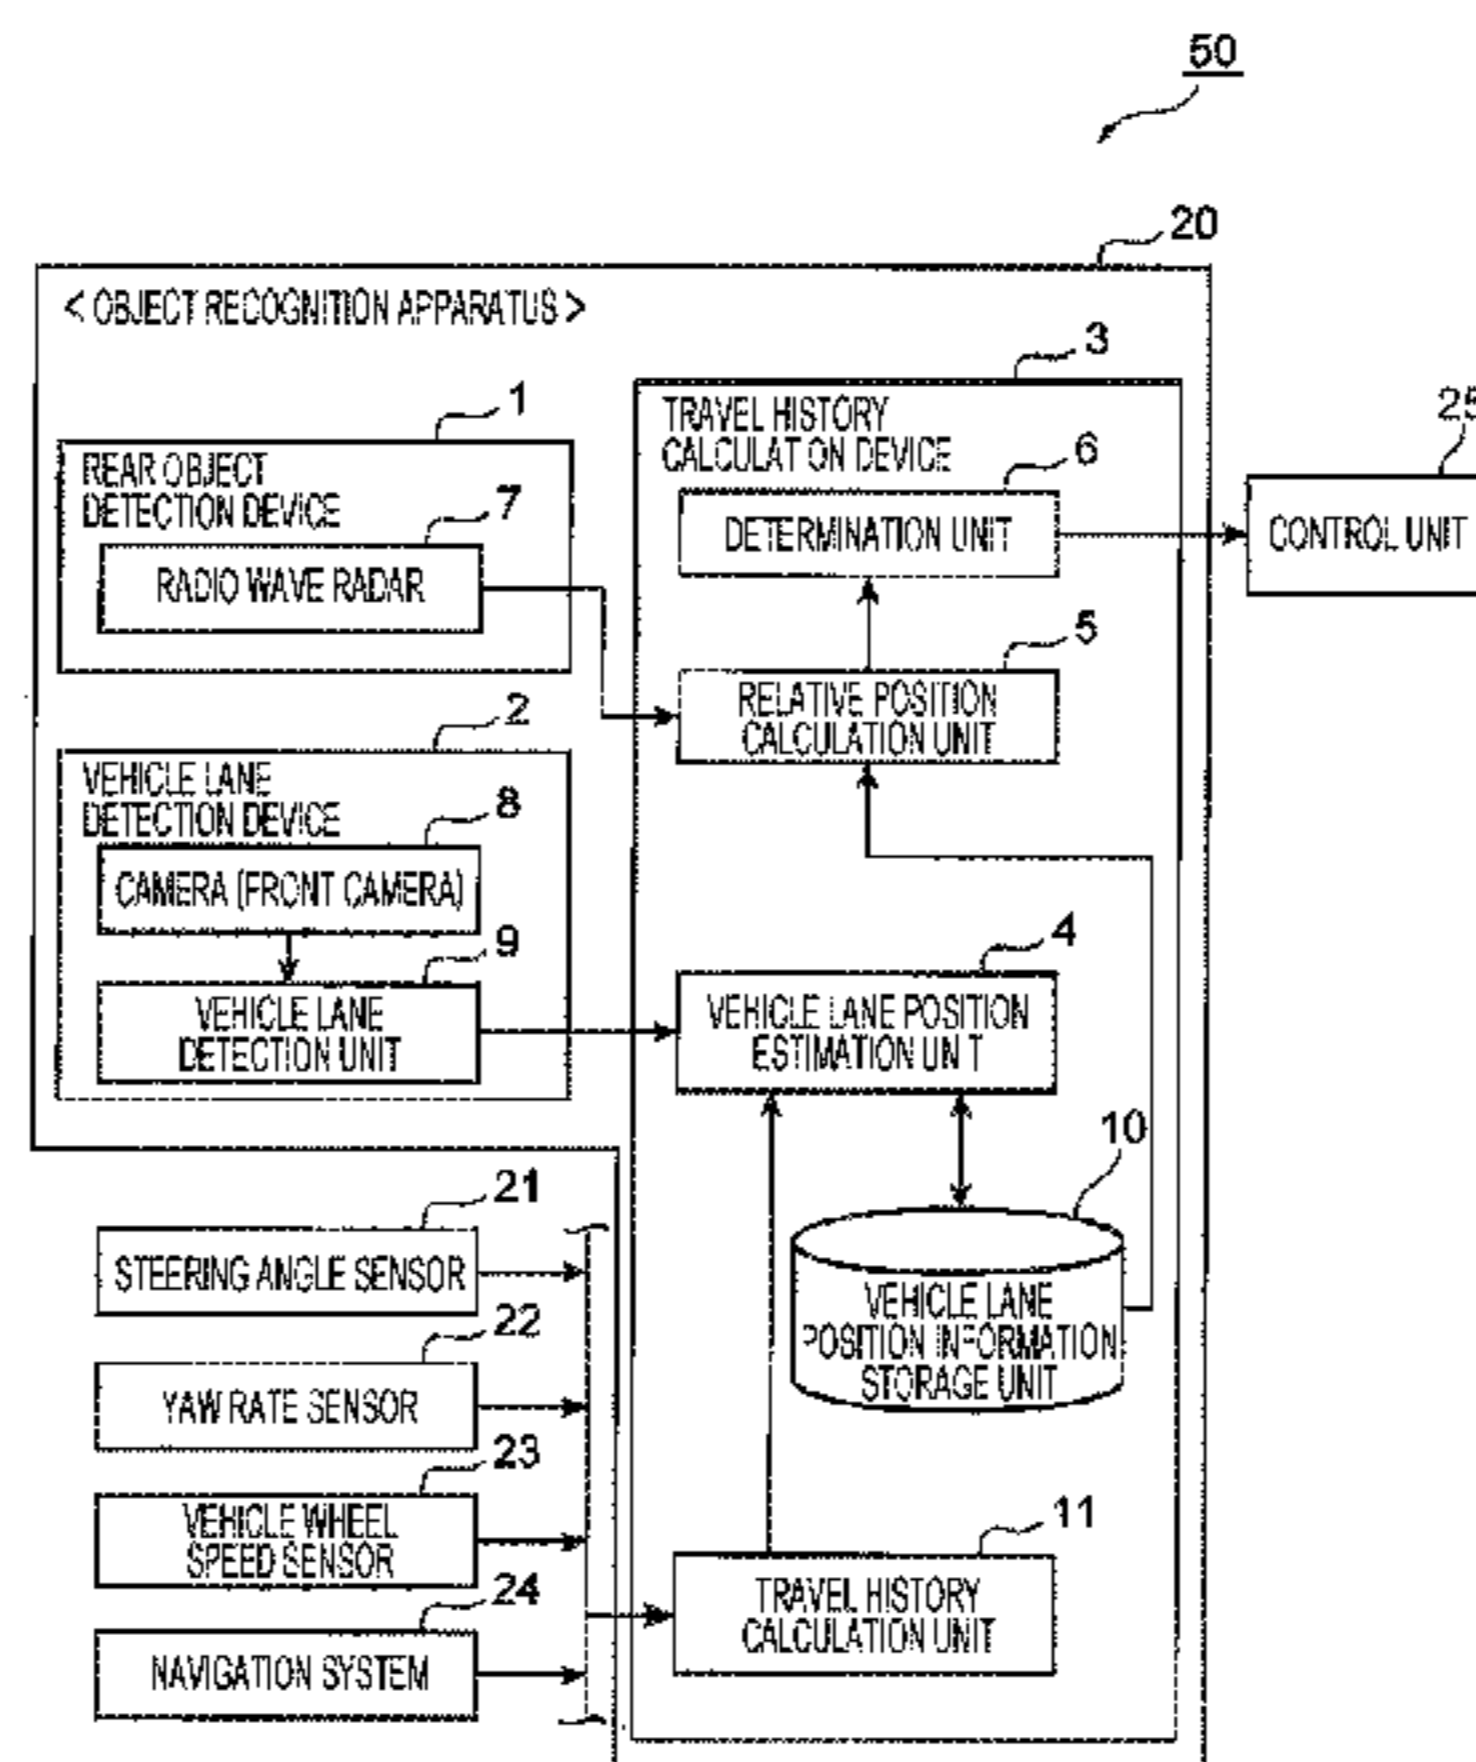 50
20
< OBJECT RECOGNITION APPARATUS >
3
1
TRAVEL HISTORY
CALCULATION DEVICE
25
REAR OBJECT
DETECTION DEVICE
6
7
DETERMINATION UNIT
CONTROL UNIT
RADIO WAVE RADAR
5
RELATIVE POSITION
CALCULATION UNIT
2
VEHICLE LANE
DETECTION DEVICE
8
CAMERA (FRONT CAMERA)
4
9
VEHICLE LANE
DETECTION UNIT
VEHICLE LANE POSITION
ESTIMATION UNIT
10
21
STEERING ANGLE SENSOR
VEHICLE LANE
POSITION INFORMATION
STORAGE UNIT
22
YAW RATE SENSOR
23
VEHICLE WHEEL
SPEED SENSOR
11
24
TRAVEL HISTORY
CALCULATION UNIT
NAVIGATION SYSTEM